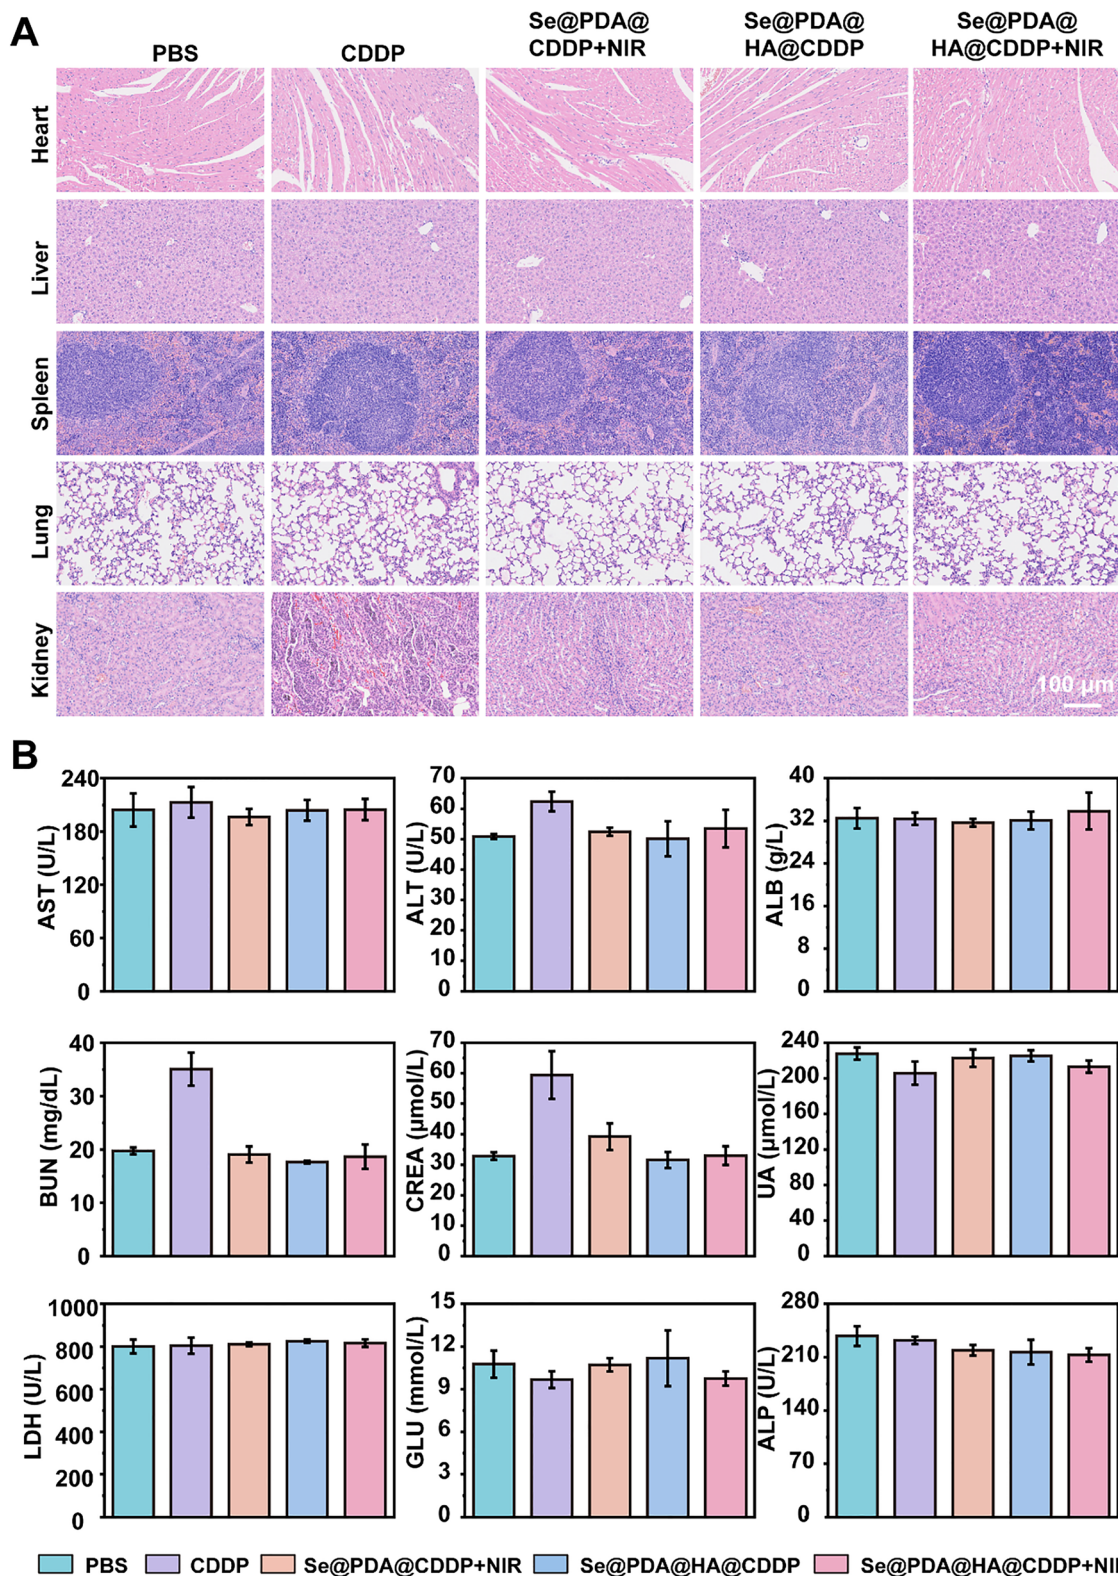 A
PBS
CDDP
Se@PDA@
CDDP+NIR
Se@PDA@
HA@CDDP
Se@PDA@
HA@CDDP+NIR
Heart
Liver
Spleen
Lung
Kidney
100 μm
B
AST (U/L)
240
180
120
60
0
ALT (U/L)
70
60
50
40
30
20
10
0
ALB (g/L)
40
32
24
16
8
0
BUN (mg/dL)
40
30
20
10
0
CREA (μmol/L)
70
60
50
40
30
20
10
0
UA (μmol/L)
240
200
160
120
80
40
0
LDH (U/L)
1000
800
600
400
200
0
GLU (mmol/L)
15
12
9
6
3
0
ALP (U/L)
280
210
140
70
0
PBS CDDP Se@PDA@CDDP+NIR Se@PDA@HA@CDDP Se@PDA@HA@CDDP+NIR